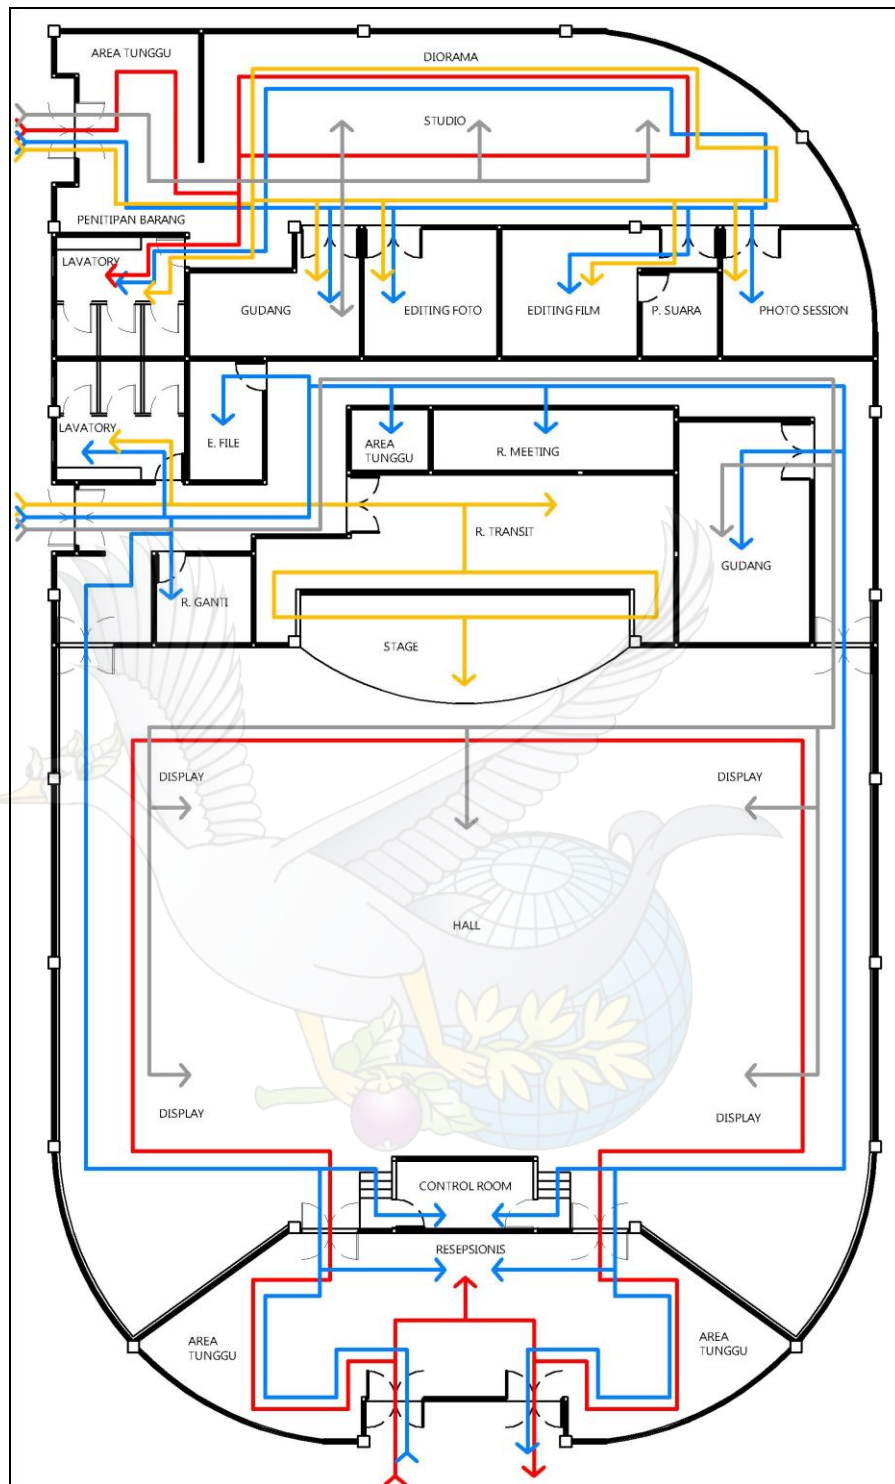 AREA TUNGGU
DIORAMA
STUDIO
PENITIPAN BARANG
LAVATORY
GUDANG
EDITING FOTO
EDITING FILM
P. SUARA
PHOTO SESSION
LAVATORY
E. FILE
AREA
TUNGGU
R. MEETING
R. TRANSIT
GUDANG
R. GANTI
STAGE
DISPLAY
DISPLAY
HALL
DISPLAY
DISPLAY
CONTROL ROOM
RESEPSIONIS
AREA
TUNGGU
AREA
TUNGGU